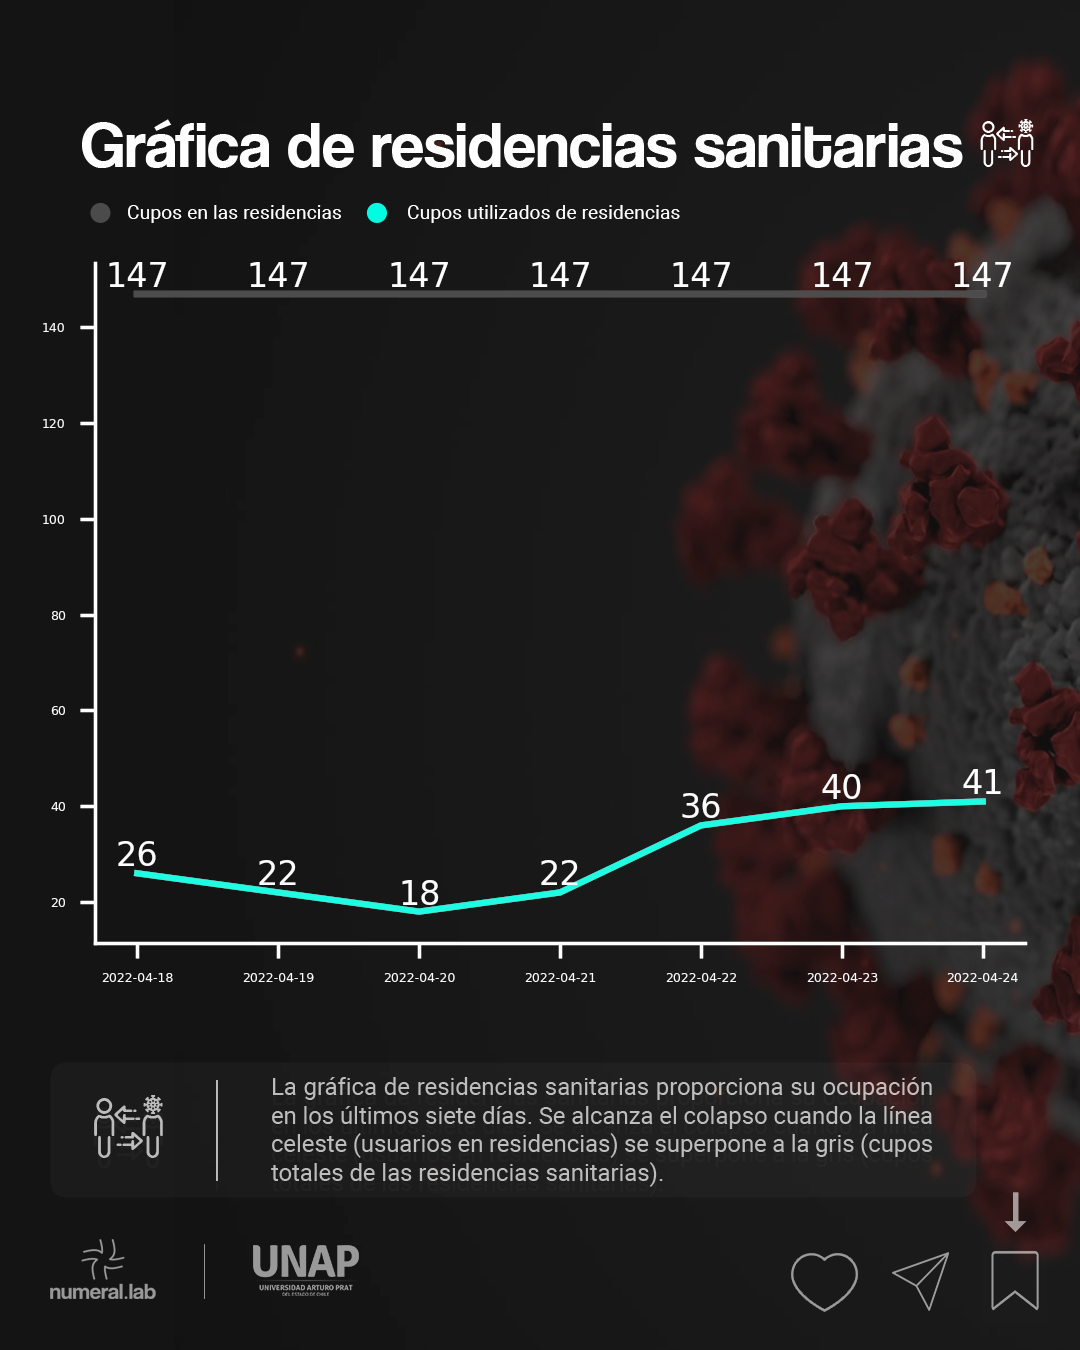 Gráfica de residencias sanitarias
Cupos en las residencias Cupos utilizados de residencias
147 147 147 147 147 147 147
140
120
100
80
60
40
20
26 22 18 22 36 40 41
2022-04-18 2022-04-19 2022-04-20 2022-04-21 2022-04-22 2022-04-23 2022-04-24
La gráfica de residencias sanitarias proporciona su ocupación
en los últimos siete días. Se alcanza el colapso cuando la línea
celeste (usuarios en residencias) se superpone a la gris (cupos
totales de las residencias sanitarias).
numeral.lab
UNAP
UNIVERSIDAD ARTURO PRAT
DEL ESTADO DE CHILE